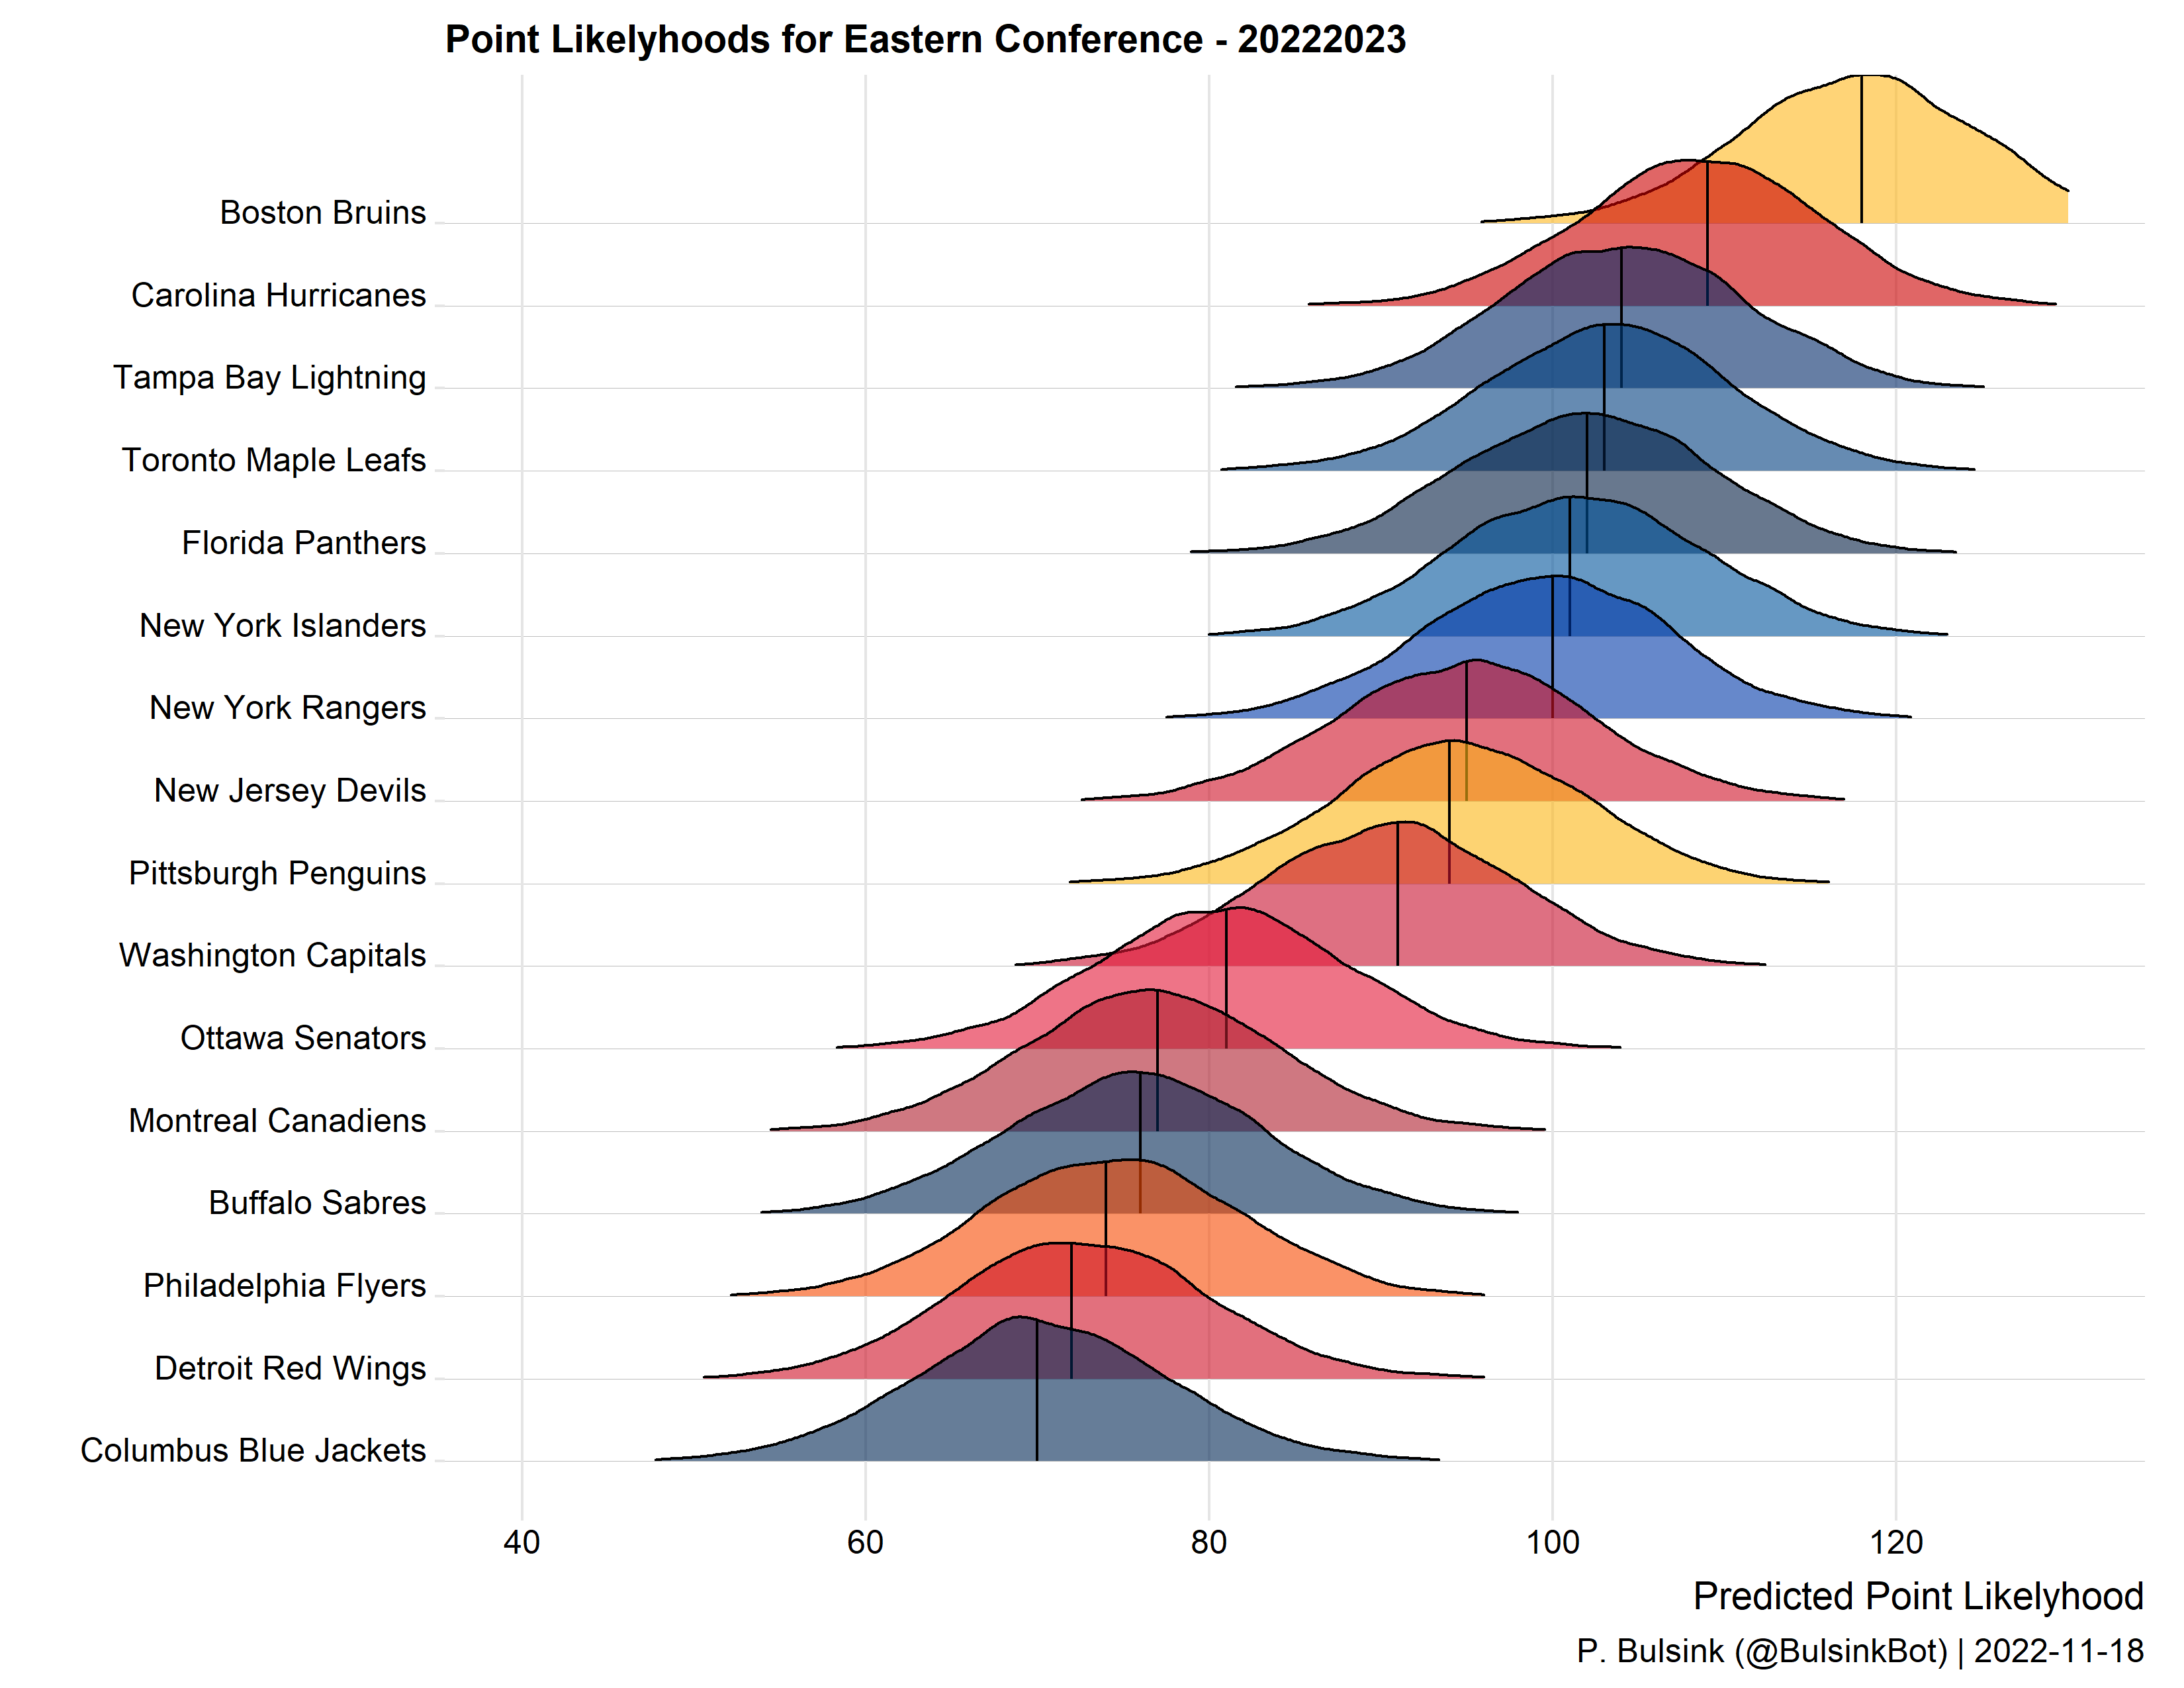 Point Likelyhoods for Eastern Conference - 20222023
Boston Bruins
Carolina Hurricanes
Tampa Bay Lightning
Toronto Maple Leafs
Florida Panthers
New York Islanders
New York Rangers
New Jersey Devils
Pittsburgh Penguins
Washington Capitals
Ottawa Senators
Montreal Canadiens
Buffalo Sabres
Philadelphia Flyers
Detroit Red Wings
Columbus Blue Jackets
40 60 80 100 120
Predicted Point Likelyhood
P. Bulsink (@BulsinkBot) | 2022-11-18